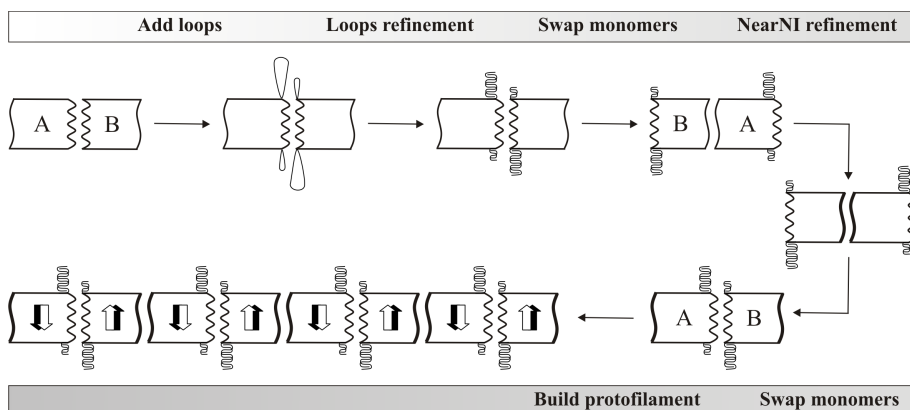 Add loops Loops refinement Swap monomers NearNI refinement
A B B A
A B
Build protofilament Swap monomers